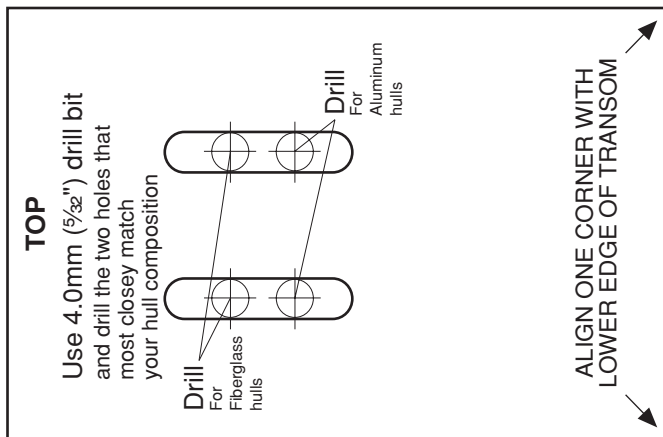 TOP
Use 4.0mm (5/32") drill bit
and drill the two holes that
most closey match
your hull composition
Drill
For
Fiberglass
hulls
Drill
For
Aluminum
hulls
ALIGN ONE CORNER WITH
LOWER EDGE OF TRANSOM